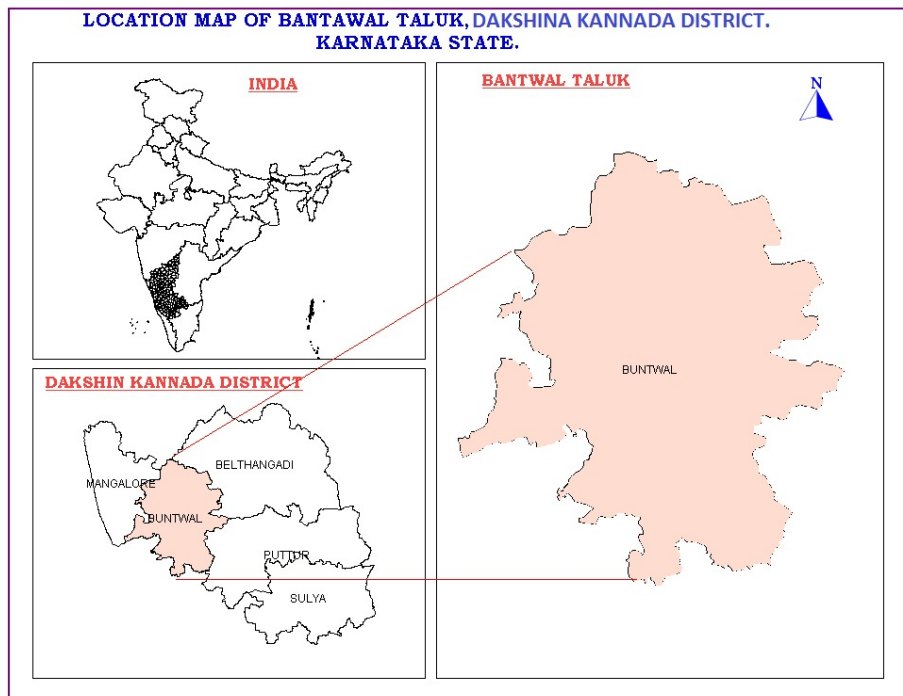 LOCATION MAP OF BANTAWAL TALUK, DAKSHINA KANNADA DISTRICT.
KARNATAKA STATE.
INDIA
BANTWAL TALUK
N
BUNTWAL
DAKSHIN KANNADA DISTRICT
BELTHANGADI
MANGALORE
BUNTWAL
PUTTUR
SULYA